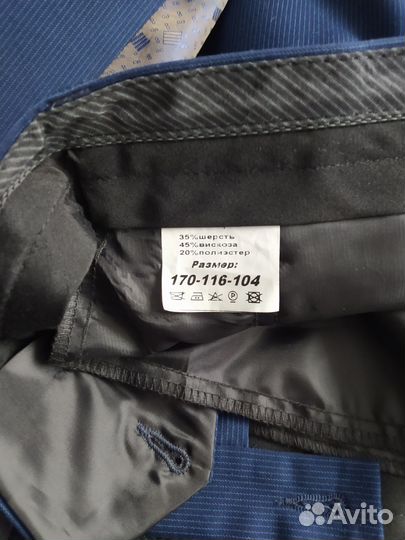 35%шерсть
45%вискоза
20%полиэстер
Размер:
170-116-104
Avito